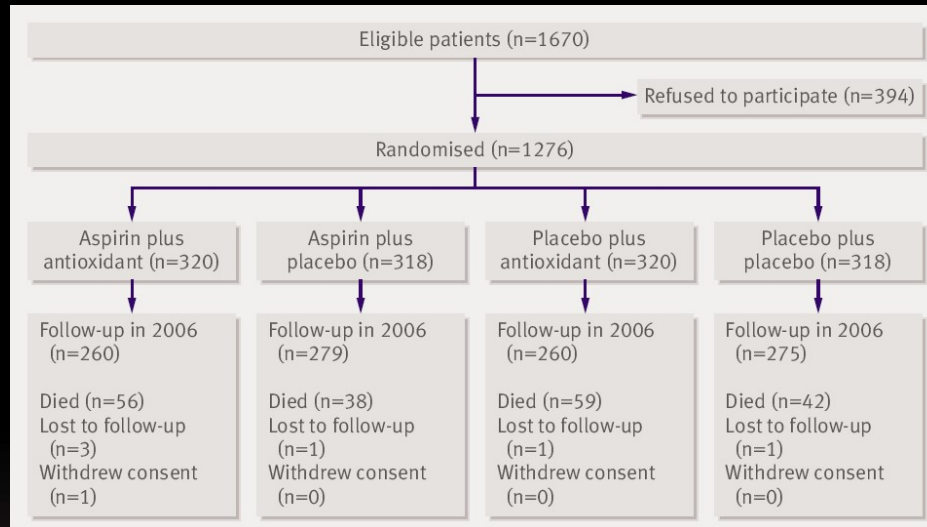 Eligible patients (n=1670)
Refused to participate (n=394)
Randomised (n=1276)
Aspirin plus
antioxidant (n=320)
Aspirin plus
placebo (n=318)
Placebo plus
antioxidant (n=320)
Placebo plus
placebo (n=318)
Follow-up in 2006
(n=260)
Died (n=56)
Lost to follow-up
(n=3)
Withdrew consent
(n=1)
Follow-up in 2006
(n=279)
Died (n=38)
Lost to follow-up
(n=1)
Withdrew consent
(n=0)
Follow-up in 2006
(n=260)
Died (n=59)
Lost to follow-up
(n=1)
Withdrew consent
(n=0)
Follow-up in 2006
(n=275)
Died (n=42)
Lost to follow-up
(n=1)
Withdrew consent
(n=0)